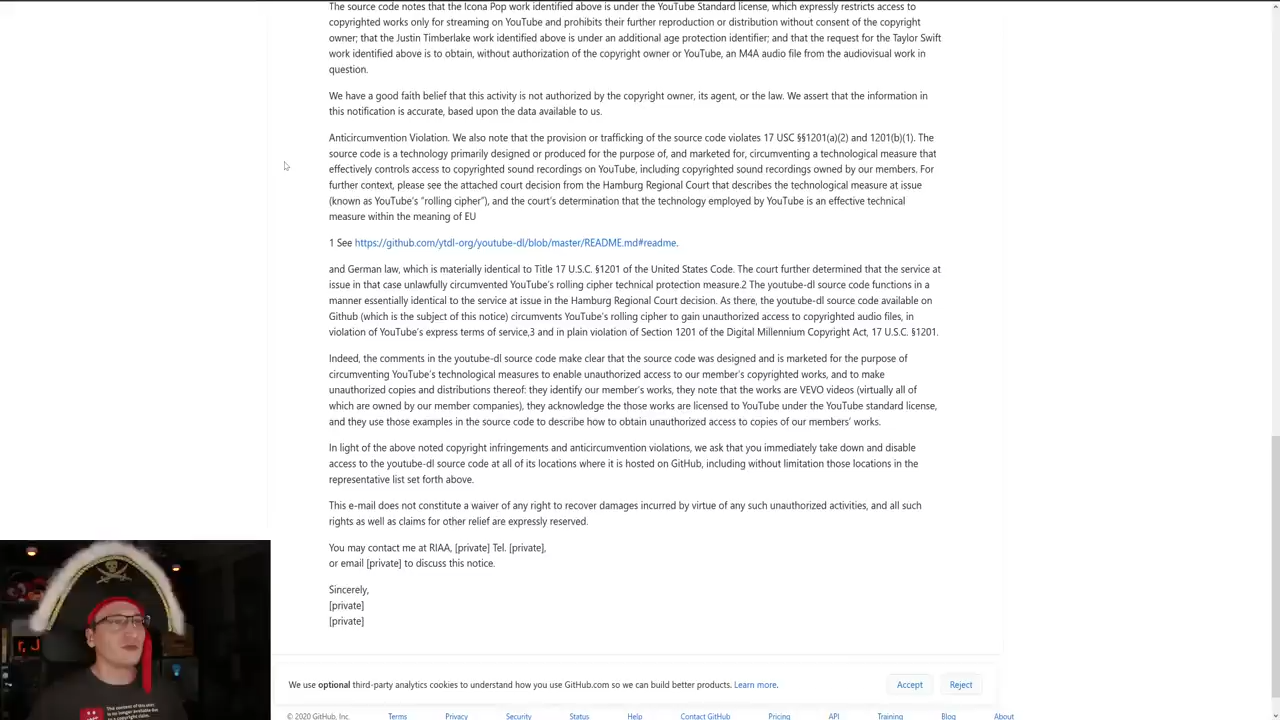 The source code notes that the Icona Pop work identified above is under the YouTube Standard license, which expressly restricts access to
copyrighted works only for streaming on YouTube and prohibits their further reproduction or distribution without consent of the copyright
owner; that the Justin Timberlake work identified above is under an additional age protection identifier; and that the request for the Taylor Swift
work identified above is to obtain, without authorization of the copyright owner or YouTube, an M4A audio file from the audiovisual work in
question.
We have a good faith belief that this activity is not authorized by the copyright owner, its agent, or the law. We assert that the information in
this notification is accurate, based upon the data available to us.
Anticircumvention Violation. We also note that the provision or trafficking of the source code violates 17 USC §§1201(a)(2) and 1201(b)(1). The
source code is a technology primarily designed or produced for the purpose of, and marketed for, circumventing a technological measure that
effectively controls access to copyrighted sound recordings on YouTube, including copyrighted sound recordings owned by our members. For
further context, please see the attached court decision from the Hamburg Regional Court that describes the technological measure at issue
(known as YouTube's "rolling cipher"), and the court's determination that the technology employed by YouTube is an effective technical
measure within the meaning of EU
1 See https://github.com/ytdl-org/youtube-dl/blob/master/README.md#readme.
and German law, which is materially identical to Title 17 U.S.C. §1201 of the United States Code. The court further determined that the service at
issue in that case unlawfully circumvented YouTube's rolling cipher technical protection measure.2 The youtube-dl source code functions in a
manner essentially identical to the service at issue in the Hamburg Regional Court decision. As there, the youtube-dl source code available on
Github (which is the subject of this notice) circumvents YouTube's rolling cipher to gain unauthorized access to copyrighted audio files, in
violation of YouTube's express terms of service,3 and in plain violation of Section 1201 of the Digital Millennium Copyright Act, 17 U.S.C. §1201.
Indeed, the comments in the youtube-dl source code make clear that the source code was designed and is marketed for the purpose of
circumventing YouTube's technological measures to enable unauthorized access to our member's copyrighted works, and to make
unauthorized copies and distributions thereof: they identify our member's works, they note that the works are VEVO videos (virtually all of
which are owned by our member companies), they acknowledge the those works are licensed to YouTube under the YouTube standard license,
and they use those examples in the source code to describe how to obtain unauthorized access to copies of our members' works.
In light of the above noted copyright infringements and anticircumvention violations, we ask that you immediately take down and disable
access to the youtube-dl source code at all of its locations where it is hosted on GitHub, including without limitation those locations in the
representative list set forth above.
This e-mail does not constitute a waiver of any right to recover damages incurred by virtue of any such unauthorized activities, and all such
rights as well as claims for other relief are expressly reserved.
You may contact me at RIAA, [private] Tel. [private],
or email [private] to discuss this notice.
Sincerely,
[private]
[private]
We use optional third-party analytics cookies to understand how you use GitHub.com so we can build better products. Learn more.
Accept
Reject
© 2020 GitHub, Inc.
Terms
Privacy
Security
Status
Help
Contact GitHub
Pricing
API
Training
Blog
About